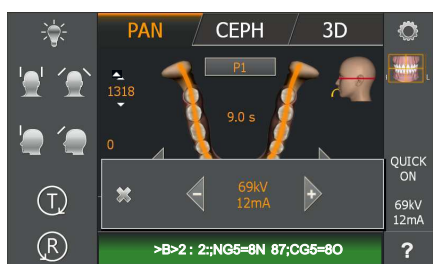 PAN
CEPH
3D
P1
1318
9.0 s
0
69kV
12mA
QUICK
ON
69kV
12mA
T
R
>B>2 : 2:;NG5=8N 87;CG5=8O
?